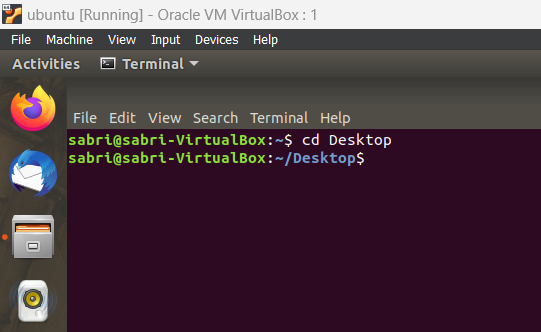 ubuntu [Running] - Oracle VM VirtualBox : 1
File Machine View Input Devices Help
Activities Terminal
File Edit View Search Terminal Help
sabri@sabri-VirtualBox:~$ cd Desktop
sabri@sabri-VirtualBox:~/Desktop$